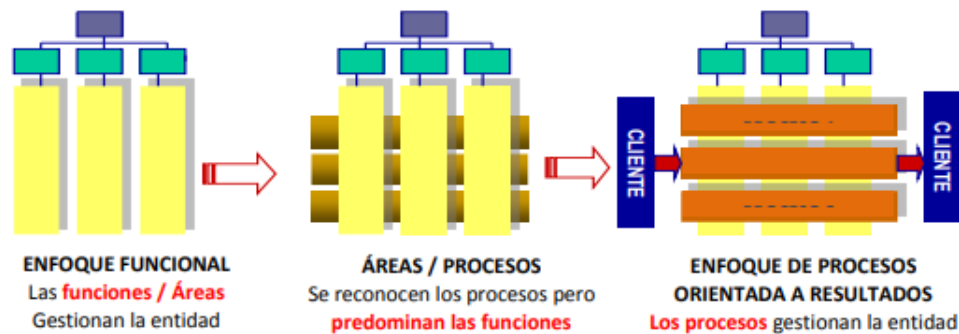 CLIENTE
CLIENTE
ENFOQUE FUNCIONAL
Las funciones / Áreas
Gestionan la entidad
ÁREAS / PROCESOS
Se reconocen los procesos pero
predominan las funciones
ENFOQUE DE PROCESOS
ORIENTADA A RESULTADOS
Los procesos gestionan la entidad